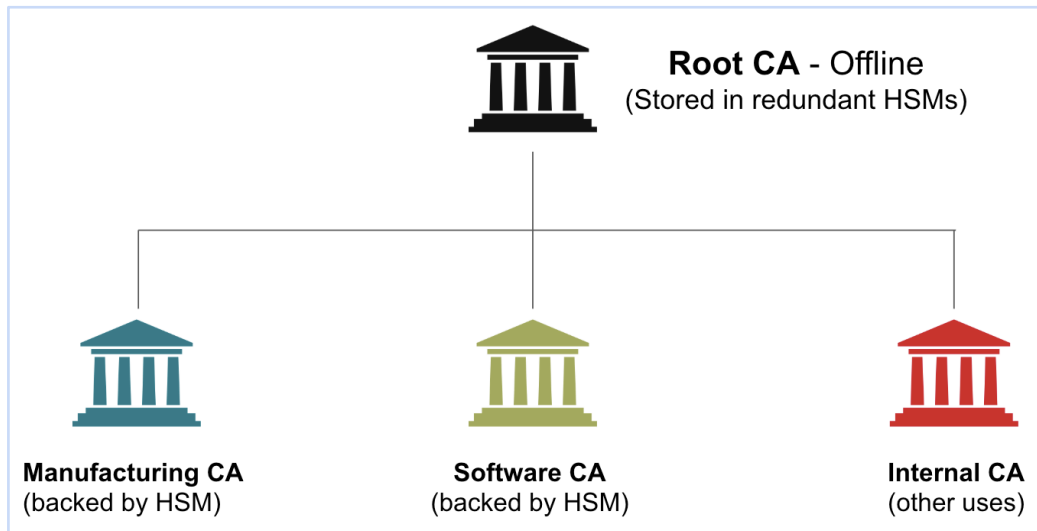 Root CA - Offline
(Stored in redundant HSMs)
Manufacturing CA
(backed by HSM)
Software CA
(backed by HSM)
Internal CA
(other uses)